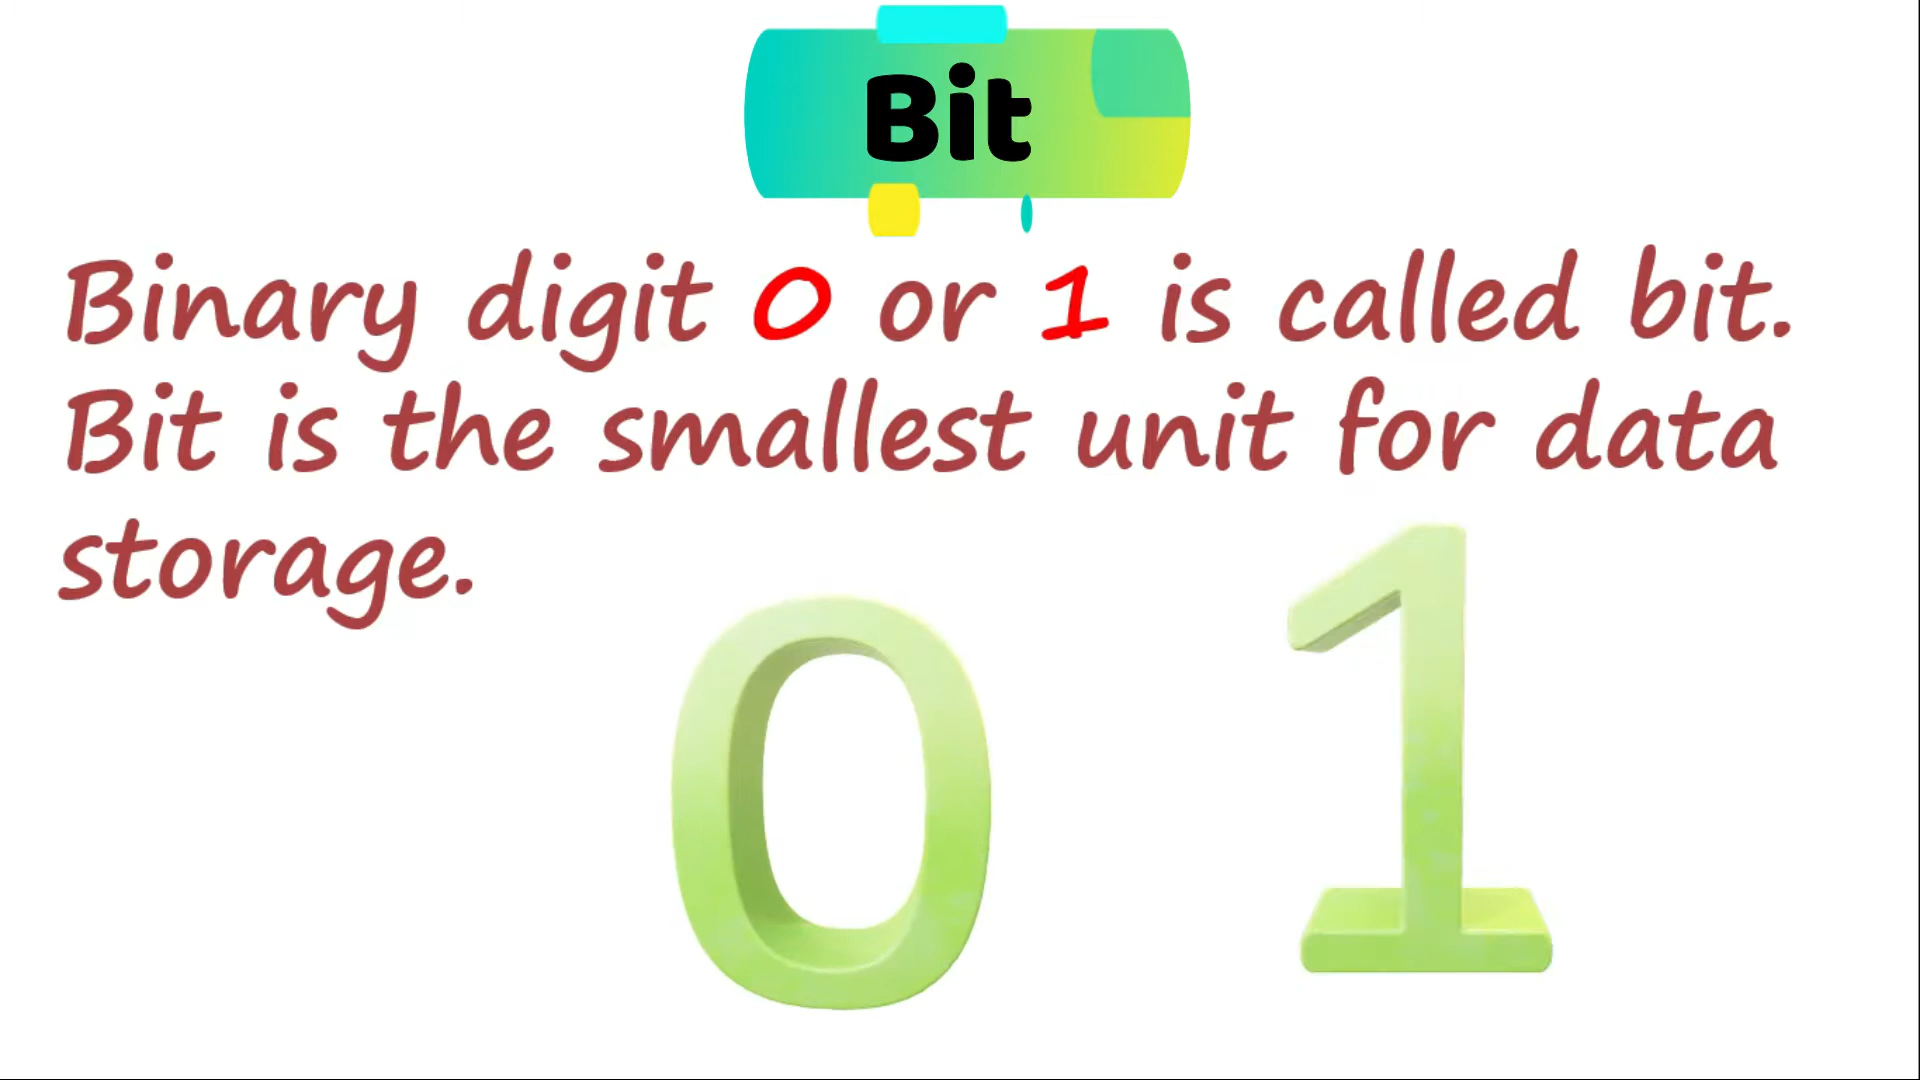 Bit
Binary digit 0 or 1 is called bit.
Bit is the smallest unit for data
storage.
0 1